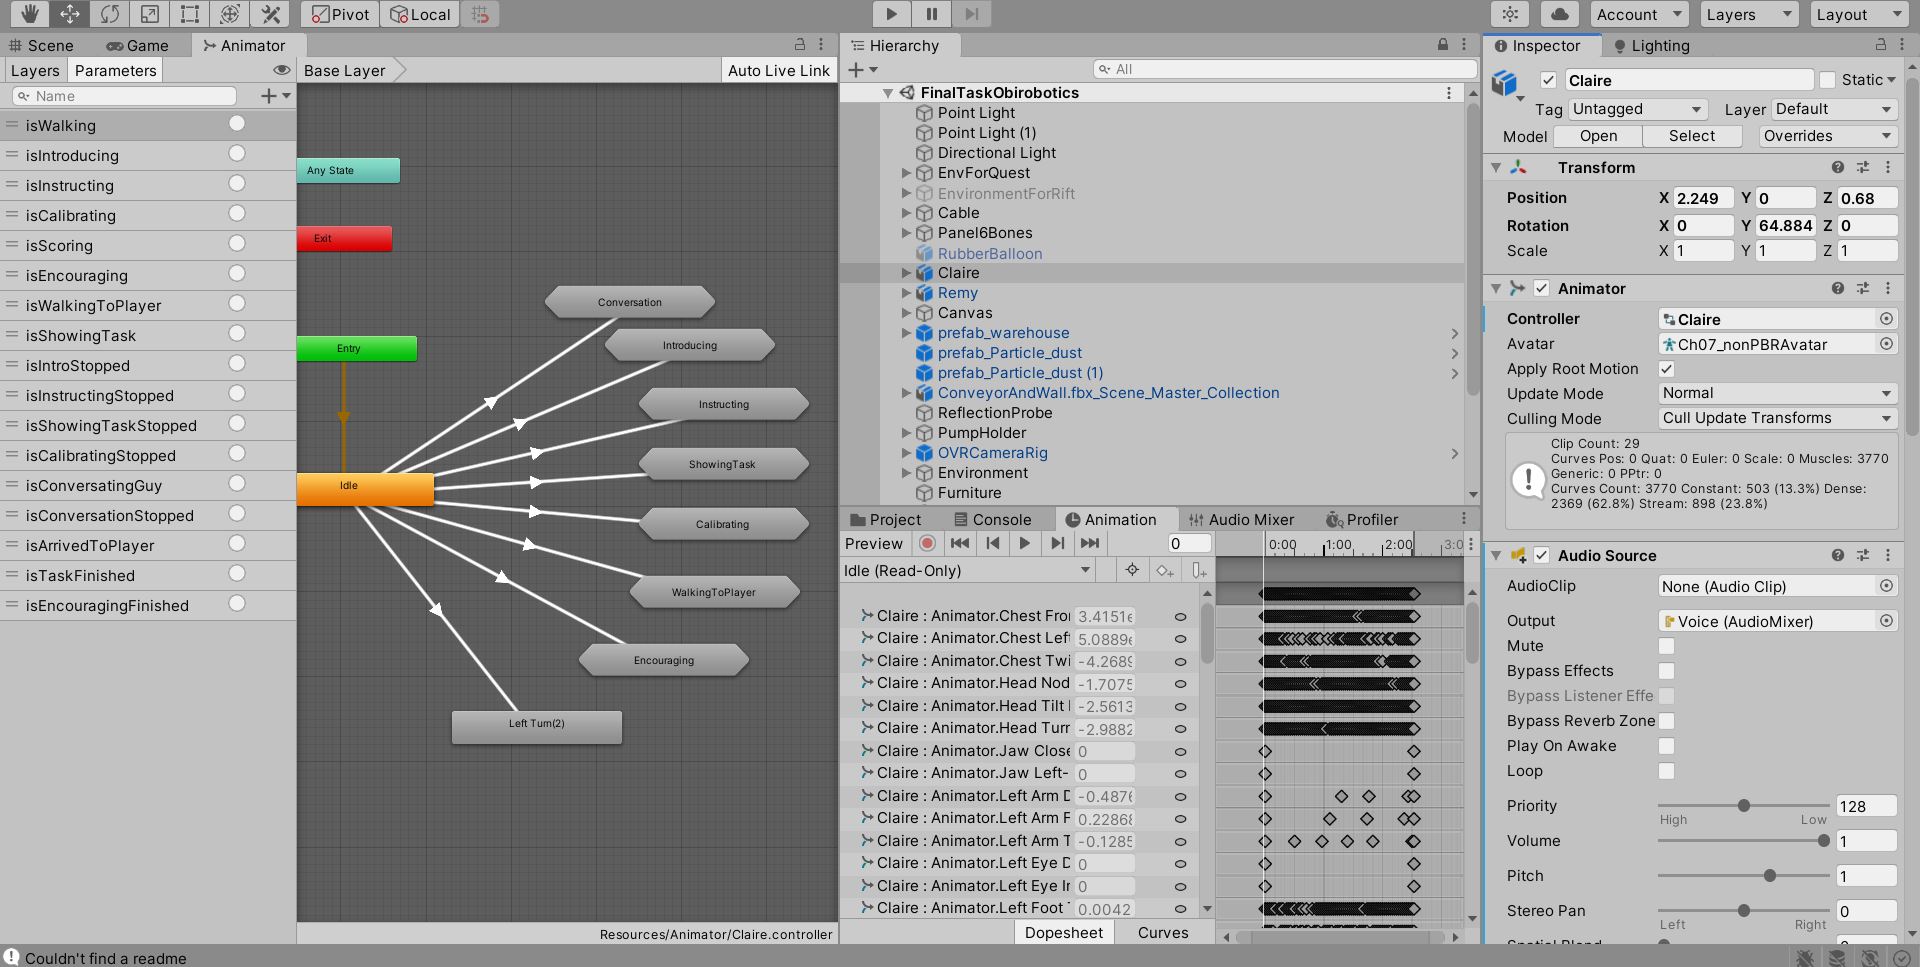 Pivot
Local
Account
Layers
Layout
Scene
Game
Animator
Layers
Parameters
Base Layer
Auto Live Link
Name
isWalking
isIntroducing
isInstructing
isCalibrating
isScoring
isEncouraging
isWalkingToPlayer
isShowingTask
isIntroStopped
isInstructingStopped
isShowingTaskStopped
isCalibratingStopped
isConversatingGuy
isConversationStopped
isArrivedToPlayer
isTaskFinished
isEncouragingFinished
Any State
Exit
Entry
Idle
Conversation
Introducing
Instructing
ShowingTask
Calibrating
WalkingToPlayer
Encouraging
Left Turn(2)
Resources/Animator/Claire.controller
Hierarchy
All
FinalTaskObirobotics
Point Light
Point Light (1)
Directional Light
EnvForQuest
EnvironmentForRift
Cable
Panel6Bones
RubberBalloon
Claire
Remy
Canvas
prefab_warehouse
prefab_Particle_dust
prefab_Particle_dust (1)
ConveyorAndWall.fbx_Scene_Master_Collection
ReflectionProbe
PumpHolder
OVRCameraRig
Environment
Furniture
Project
Console
Animation
Audio Mixer
Profiler
Preview
0
0:00
1:00
2:00
3:0
Idle (Read-Only)
Claire : Animator.Chest Fro 3.4151e
Claire : Animator.Chest Left 5.0889e
Claire : Animator.Chest Twi -4.2689
Claire : Animator.Head Nod -1.7075
Claire : Animator.Head Tilt -2.5613
Claire : Animator.Head Turr -2.9882
Claire : Animator.Jaw Close 0
Claire : Animator.Jaw Left- 0
Claire : Animator.Left Arm D -0.4876
Claire : Animator.Left Arm F 0.22868
Claire : Animator.Left Arm T -0.1285
Claire : Animator.Left Eye D 0
Claire : Animator.Left Eye I 0
Claire : Animator.Left Foot 0.0042
Dopesheet
Curves
Inspector
Lighting
Claire
Static
Tag Untagged
Layer Default
Model
Open
Select
Overrides
Transform
Position X 2.249 Y 0 Z 0.68
Rotation X 0 Y 64.884 Z 0
Scale X 1 Y 1 Z 1
Animator
Controller Claire
Avatar Ch07_nonPBRAvatar
Apply Root Motion
Update Mode Normal
Culling Mode Cull Update Transforms
Clip Count: 29
Curves Pos: 0 Quat: 0 Euler: 0 Scale: 0 Muscles: 3770
Generic: 0 PPtr: 0
Curves Count: 3770 Constant: 503 (13.3%) Dense:
2369 (62.8%) Stream: 898 (23.8%)
Audio Source
AudioClip None (Audio Clip)
Output Voice (AudioMixer)
Mute
Bypass Effects
Bypass Listener Effe
Bypass Reverb Zone
Play On Awake
Loop
Priority 128
High Low
Volume 1
Pitch 1
Stereo Pan 0
Left Right
Couldn't find a readme